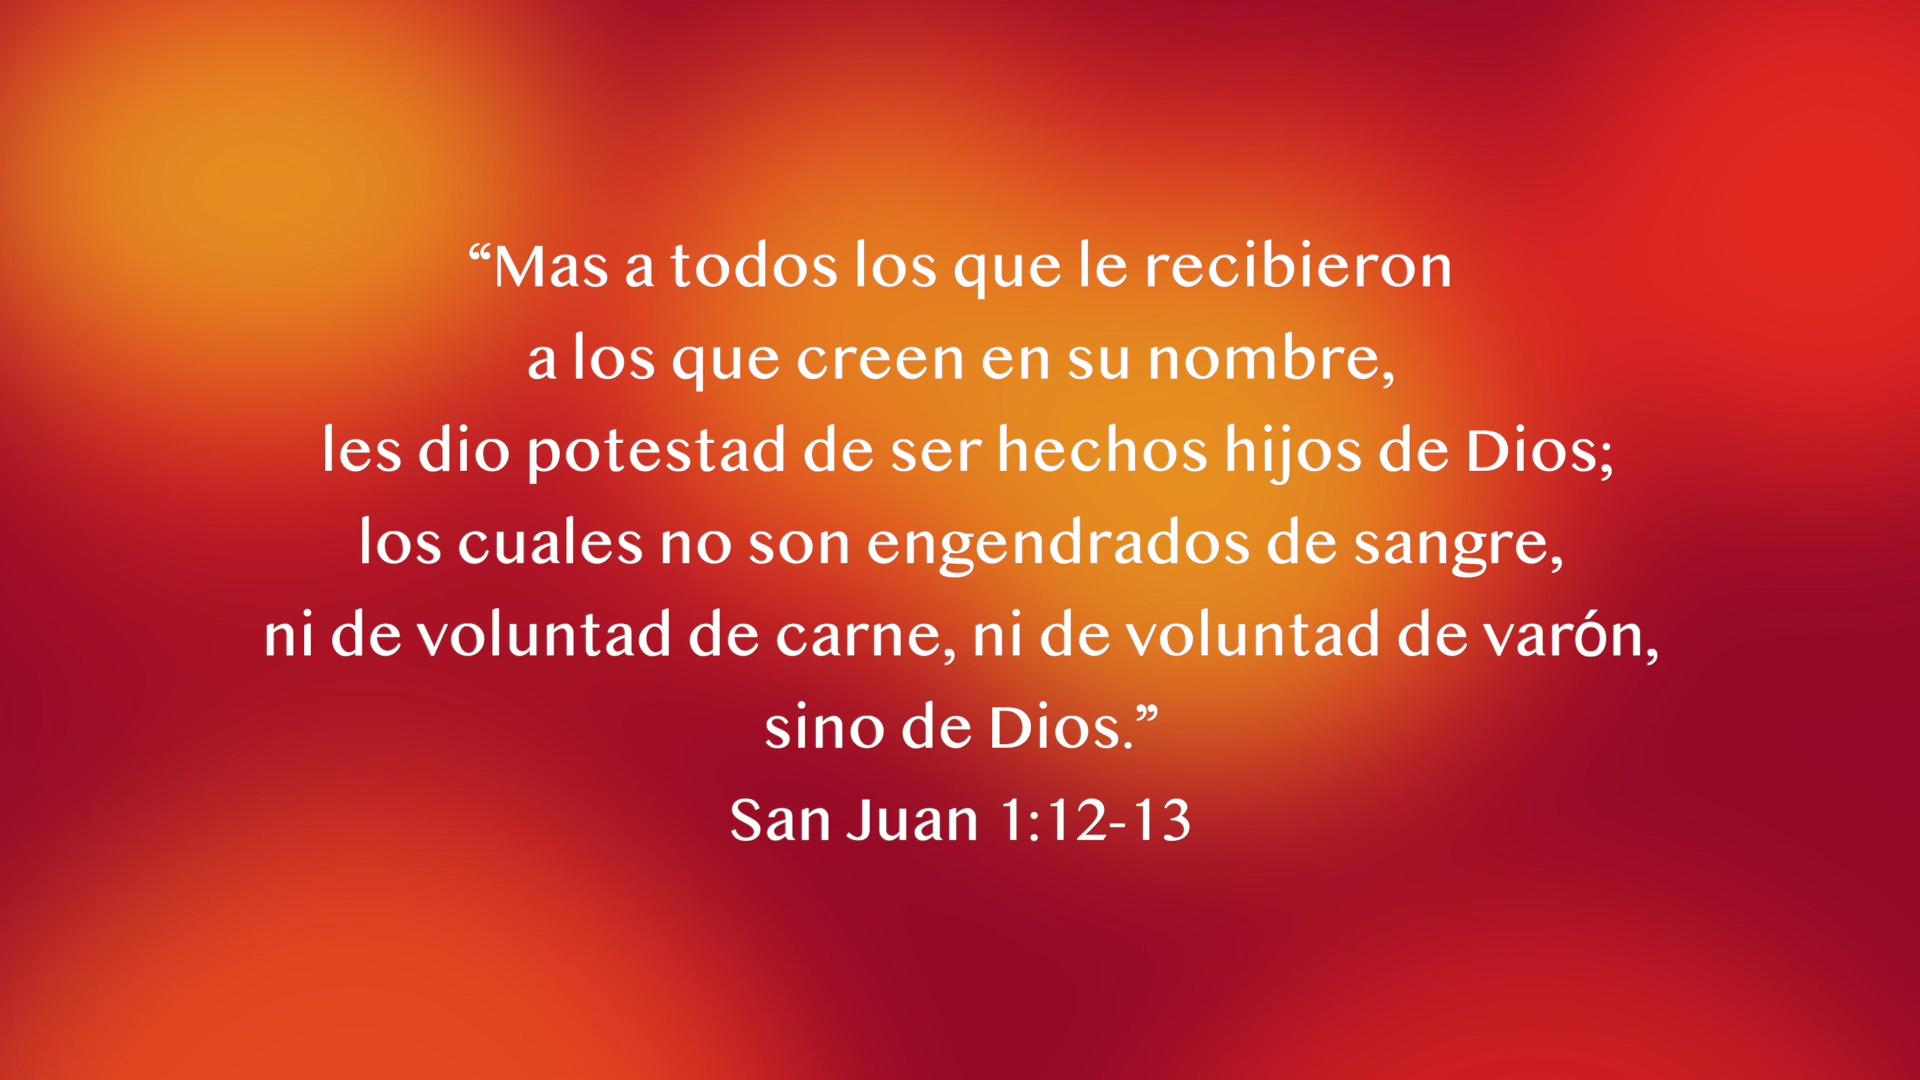 “Mas a todos los que le recibieron
a los que creen en su nombre,
les dio potestad de ser hechos hijos de Dios;
los cuales no son engendrados de sangre,
ni de voluntad de carne, ni de voluntad de varón,
sino de Dios.”
San Juan 1:12-13